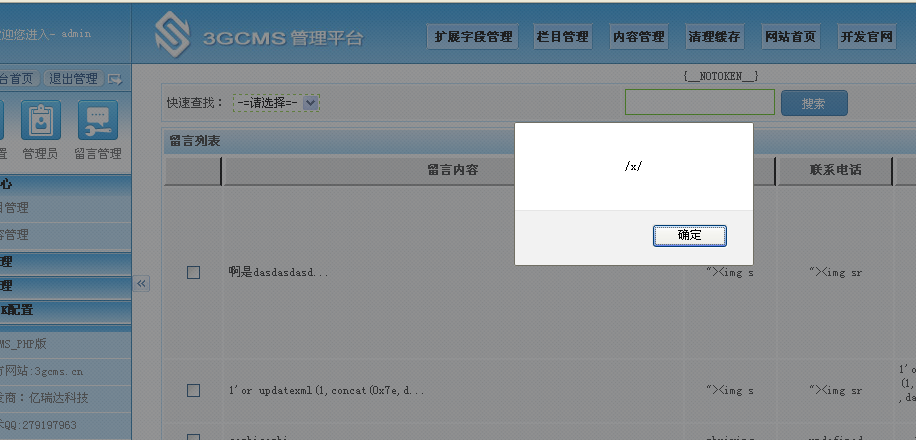 迎您进入- admin
3GCMS 管理平台
扩展字段管理 栏目管理 内容管理 清理缓存 网站首页 开发官网
台首页 退出管理
{__NOTOKEN__}
快速查找： -=请选择=- 搜索
管理员 留言管理
留言列表
留言内容 联系电话
心
目管理
容管理
理
理
K配置
MS_PHP版
方网站:3gcms.cn
发商：亿瑞达科技
QQ:279197963
«
/x/
确定
啊是dasdasdasd... "><img s "><img sr
1'or updatexml(1,concat(0x7e,d... "><img s "><img sr 1'o
(1,
,da
undefined